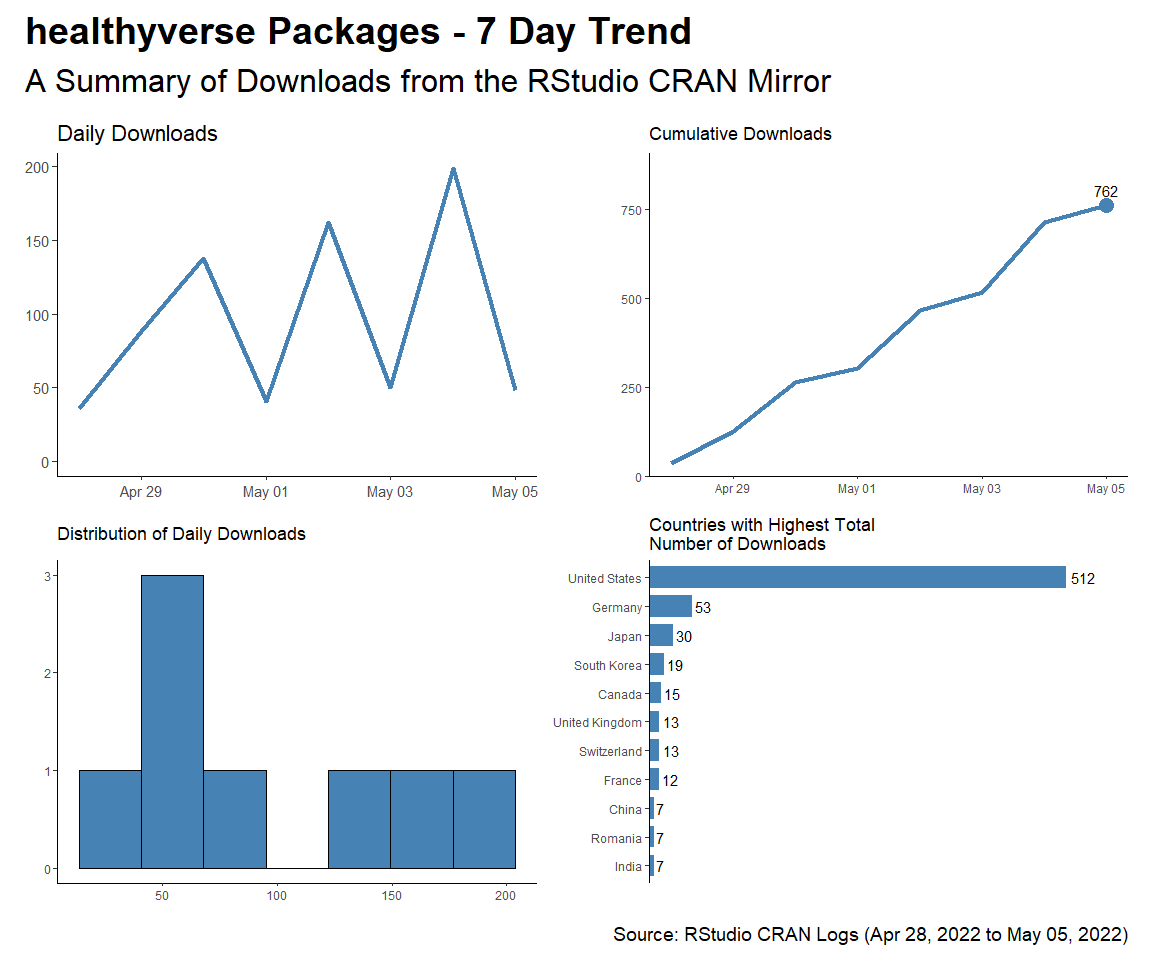 healthyverse Packages - 7 Day Trend
A Summary of Downloads from the RStudio CRAN Mirror
Daily Downloads
200
150
100
50
0
Apr 29 May 01 May 03 May 05
Cumulative Downloads
762
750
500
250
0
Apr 29 May 01 May 03 May 05
Distribution of Daily Downloads
3
2
1
0
50 100 150 200
Countries with Highest Total
Number of Downloads
United States 512
Germany 53
Japan 30
South Korea 19
Canada 15
United Kingdom 13
Switzerland 13
France 12
China 7
Romania 7
India 7
Source: RStudio CRAN Logs (Apr 28, 2022 to May 05, 2022)